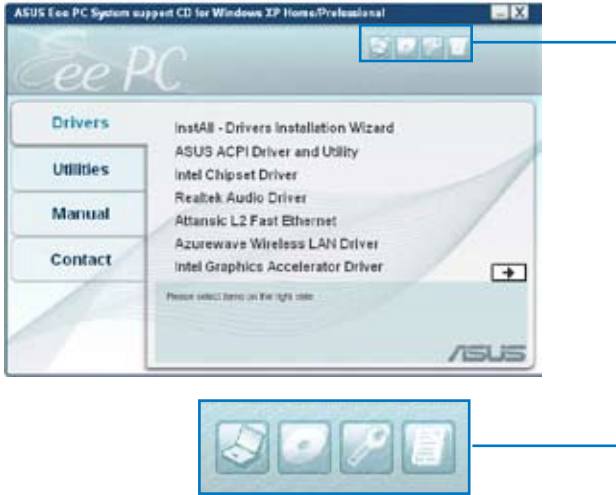 ASUS Eee PC System support CD for Windows XP Home/Professional
Eee PC
Drivers
Utilities
Manual
Contact
InstAll - Drivers Installation Wizard
ASUS ACPI Driver and Utility
Intel Chipset Driver
Realtek Audio Driver
Attansic L2 Fast Ethernet
Azurewave Wireless LAN Driver
Intel Graphics Accelerator Driver
Please select items on the right side
ASUS